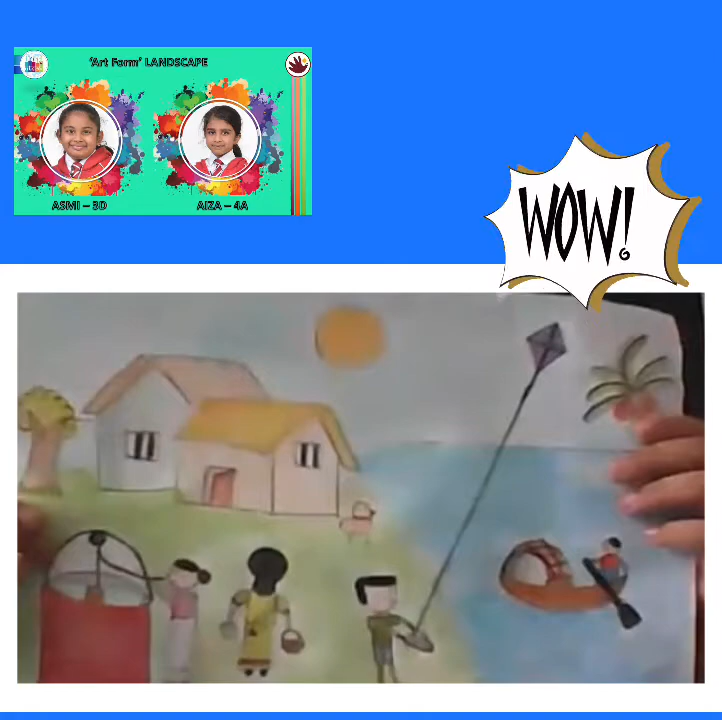 'Art Form' LANDSCAPE
ASMI – 3D
AIZA – 4A
WOW!